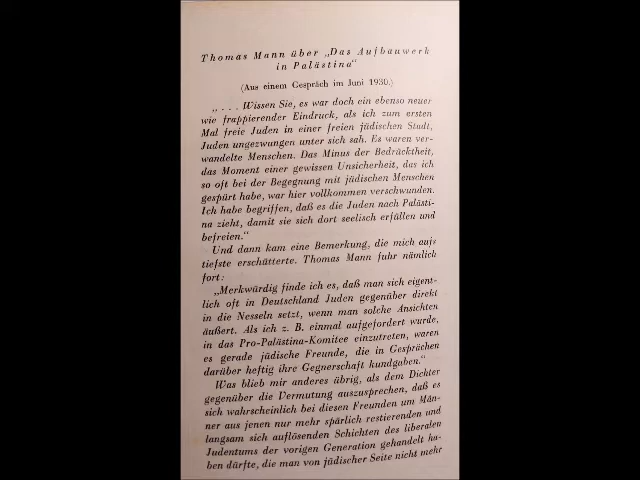 Thomas Mann über „Das Aufbauwerk
in Palästina“
(Aus einem Gespräch im Juni 1930.)
„. . . Wissen Sie, es war doch ein ebenso neuer
wie frappierender Eindruck, als ich zum ersten
Mal freie Juden in einer freien jüdischen Stadt,
Juden ungezwungen unter sich sah. Es waren ver-
wandelte Menschen. Das Minus der Bedrücktheit,
das Moment einer gewissen Unsicherheit, das ich
so oft bei der Begegnung mit jüdischen Menschen
gespürt habe, war hier vollkommen verschwunden.
Ich habe begriffen, daß es die Juden nach Palästi-
na zieht, damit sie sich dort seelisch erfüllen und
befreien.“
Und dann kam eine Bemerkung, die mich aufs
tiefste erschütterte. Thomas Mann fuhr nämlich
fort:
„Merkwürdig finde ich es, daß man sich eigent-
lich oft in Deutschland Juden gegenüber direkt
in die Nesseln setzt, wenn man solche Ansichten
äußert. Als ich z. B. einmal aufgefordert wurde,
in das Pro-Palästina-Komitee einzutreten, waren
es gerade jüdische Freunde, die in Gesprächen
darüber heftig ihre Gegnerschaft kundgaben.“
Was blieb mir anderes übrig, als dem Dichter
gegenüber die Vermutung auszusprechen, daß es
sich wahrscheinlich bei diesen Freunden um Män-
ner aus jenen nur mehr spärlich restierenden und
langsam sich auflösenden Schichten des liberalen
Judentums der vorigen Generation gehandelt ha-
ben dürfte, die man von jüdischer Seite nicht mehr